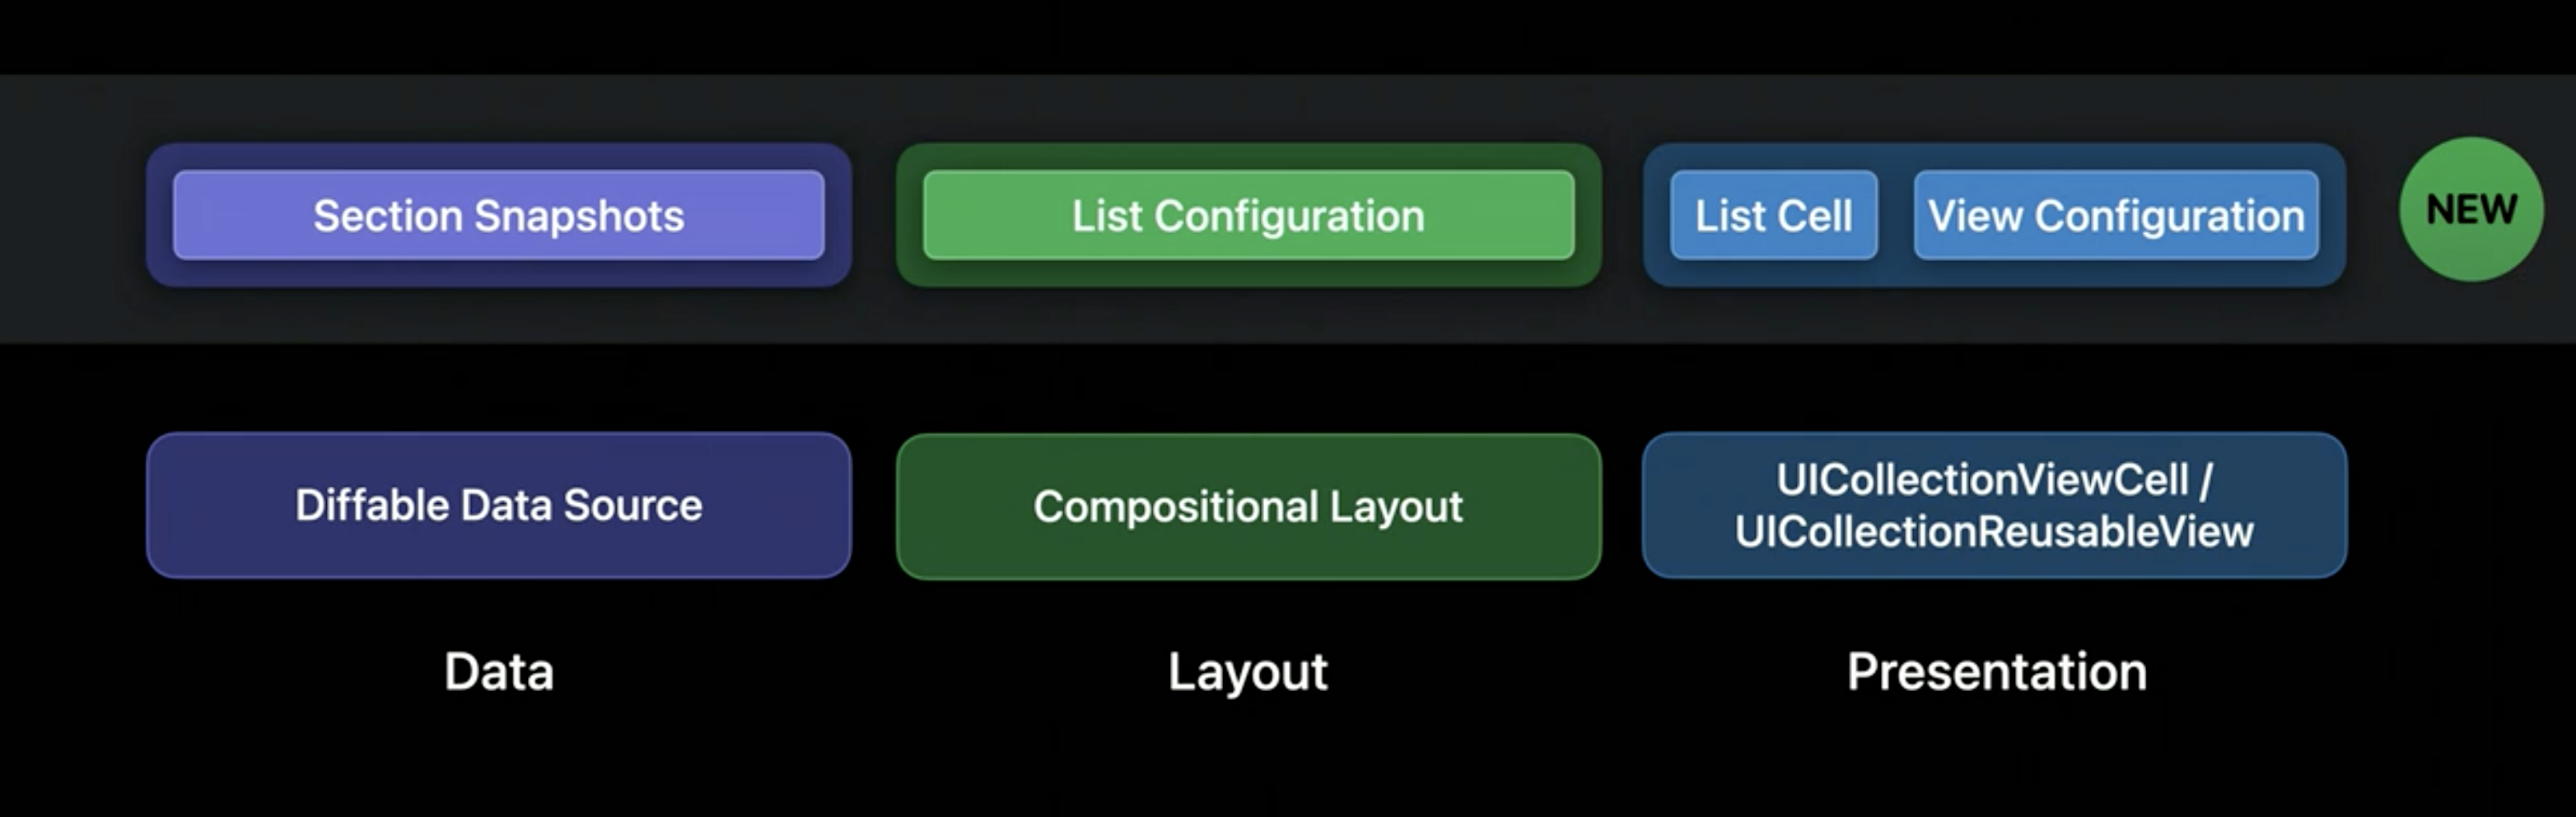 Section Snapshots
List Configuration
List Cell
View Configuration
NEW
Diffable Data Source
Compositional Layout
UICollectionViewCell /
UICollectionReusableView
Data
Layout
Presentation